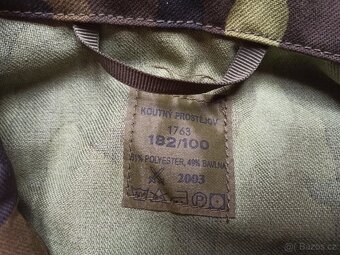 KOUTNÝ PROSTĚJOV
1763
182/100
51% POLYESTER, 49% BAVLNA
2003
Bazos.cz